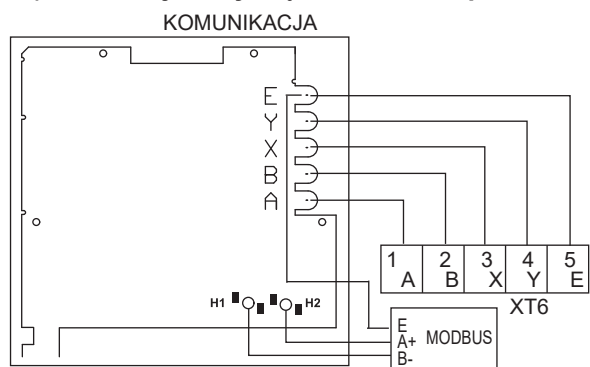 KOMUNIKACJA
E
Y
X
B
A
1 2 3 4 5
A B X Y E
XT6
H1 H2
E
A+ MODBUS
B-